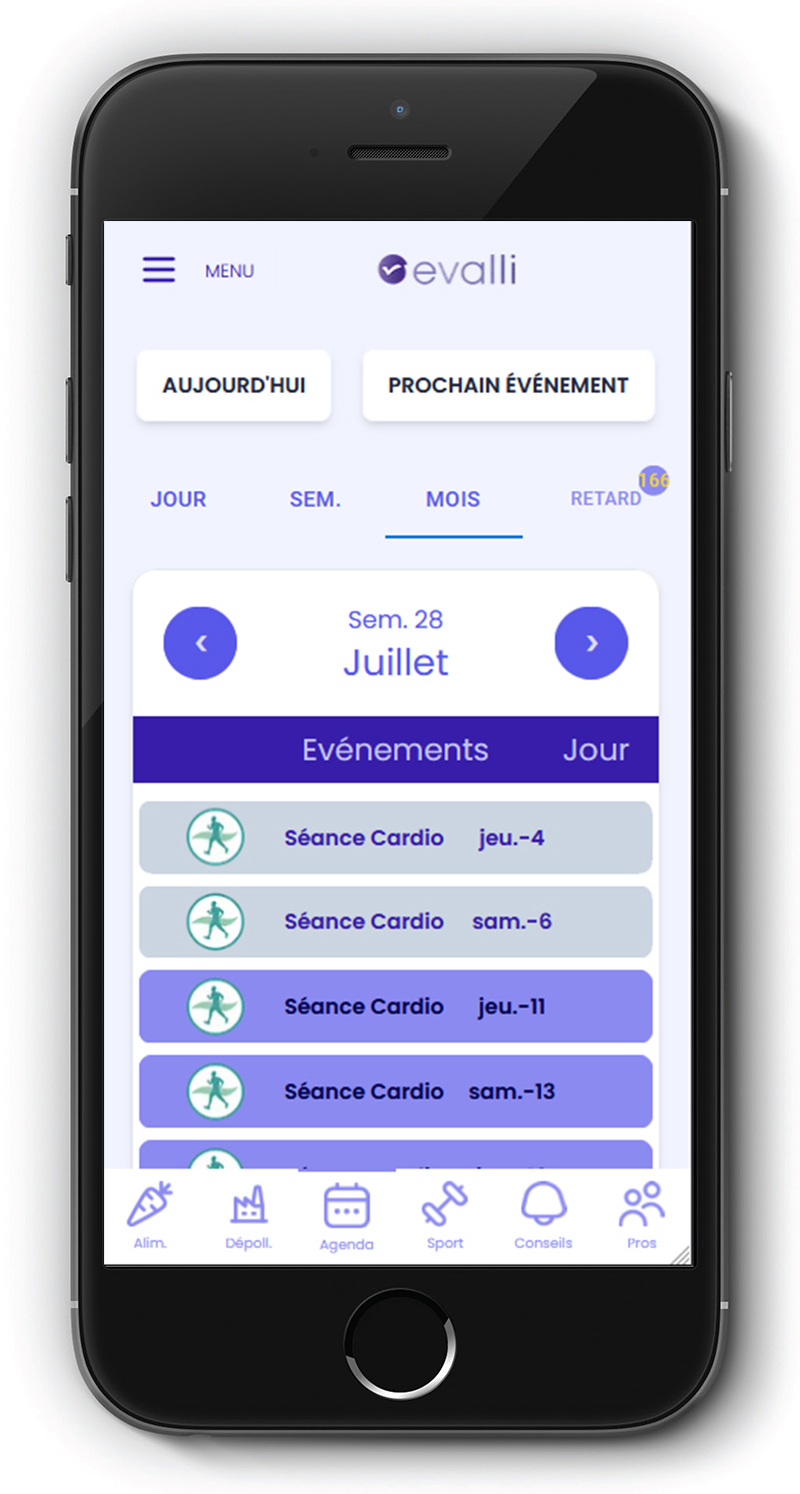 MENU
evalli
AUJOURD'HUI
PROCHAIN ÉVÉNEMENT
JOUR
SEM.
MOIS
RETARD
166
Sem. 28
Juillet
Evénements Jour
Séance Cardio jeu.-4
Séance Cardio sam.-6
Séance Cardio jeu.-11
Séance Cardio sam.-13
Alim.
Dépoll.
Agenda
Sport
Conseils
Pros